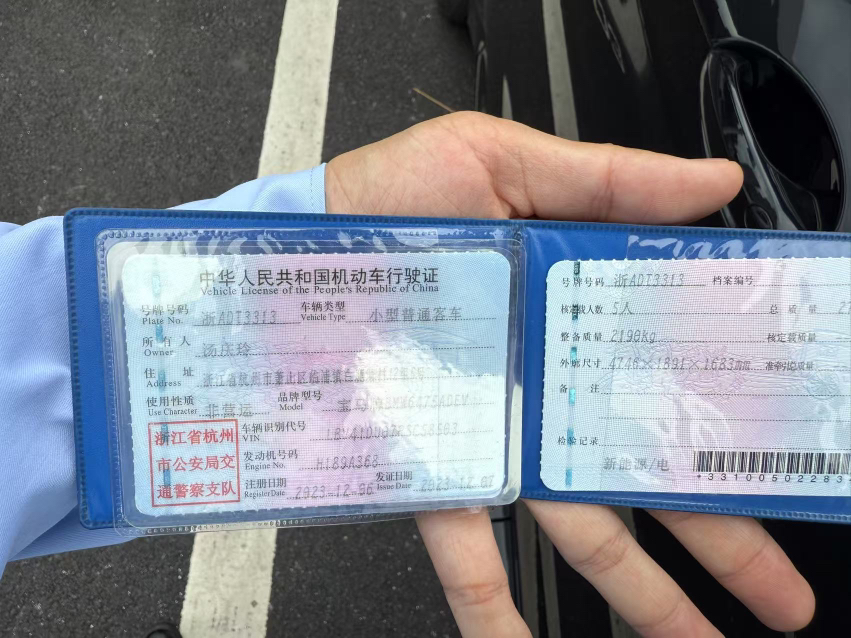 中华人民共和国机动车行驶证
Vehicle License of the People's Republic of China
号牌号码 Plate No. 浙ADT3313 车辆类型 Vehicle Type 小型普通客车
所有人 Owner
住址 Address 浙江省杭州市萧山区临浦镇
使用性质 Use Character 非营运 品牌型号 Model 宝马
浙江省杭州市公安局交通警察支队
车辆识别代号 VIN
发动机号码 Engine No. H189A368
注册日期 Register Date 2023-12-06 发证日期 Issue Date 2023-12-07
号牌号码 浙ADT3313 档案编号
核定载人数 5人 总质量
整备质量 2190kg 核定载质量
外廓尺寸 4746×1891×1683mm 准牵引总质量 --
备注
检验记录
新能源/电